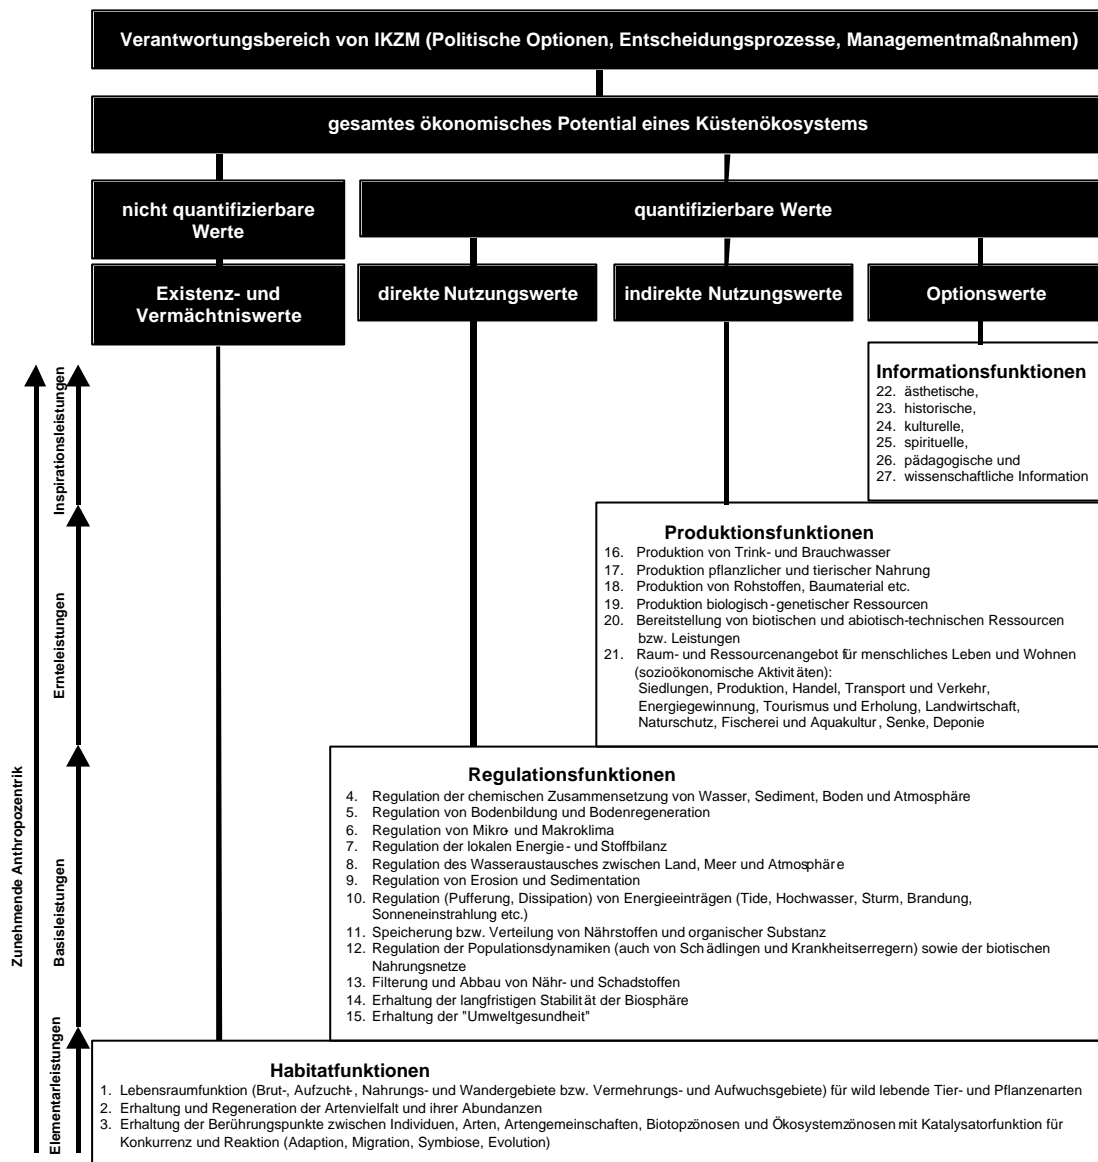 Verantwortungsbereich von IKZM (Politische Optionen, Entscheidungsprozesse, Managementmaßnahmen)
gesamtes ökonomisches Potential eines Küstenökosystems
nicht quantifizierbare
Werte
quantifizierbare Werte
Existenz- und
Vermächtniswerte
direkte Nutzungswerte
indirekte Nutzungswerte
Optionswerte
Informationsfunktionen
22. ästhetische,
23. historische,
24. kulturelle,
25. spirituelle,
26. pädagogische und
27. wissenschaftliche Information
Produktionsfunktionen
16. Produktion von Trink- und Brauchwasser
17. Produktion pflanzlicher und tierischer Nahrung
18. Produktion von Rohstoffen, Baumaterial etc.
19. Produktion biologisch-genetischer Ressourcen
20. Bereitstellung von biotischen und abiotisch-technischen Ressourcen
bzw. Leistungen
21. Raum- und Ressourcenangebot für menschliches Leben und Wohnen
(sozioökonomische Aktivitäten):
Siedlungen, Produktion, Handel, Transport und Verkehr,
Energiegewinnung, Tourismus und Erholung, Landwirtschaft,
Naturschutz, Fischerei und Aquakultur, Senke, Deponie
Regulationsfunktionen
4. Regulation der chemischen Zusammensetzung von Wasser, Sediment, Boden und Atmosphäre
5. Regulation von Bodenbildung und Bodenregeneration
6. Regulation von Mikro- und Makroklima
7. Regulation der lokalen Energie- und Stoffbilanz
8. Regulation des Wasseraustausches zwischen Land, Meer und Atmosphäre
9. Regulation von Erosion und Sedimentation
10. Regulation (Pufferung, Dissipation) von Energieeinträgen (Tide, Hochwasser, Sturm, Brandung,
Sonneneinstrahlung etc.)
11. Speicherung bzw. Verteilung von Nährstoffen und organischer Substanz
12. Regulation der Populationsdynamiken (auch von Schädlingen und Krankheitserregern) sowie der biotischen
Nahrungsnetze
13. Filterung und Abbau von Nähr- und Schadstoffen
14. Erhaltung der langfristigen Stabilität der Biosphäre
15. Erhaltung der "Umweltgesundheit"
Habitatfunktionen
1. Lebensraumfunktion (Brut-, Aufzucht-, Nahrungs- und Wandergebiete bzw. Vermehrungs- und Aufwuchsgebiete) für wild lebende Tier- und Pflanzenarten
2. Erhaltung und Regeneration der Artenvielfalt und ihrer Abundanzen
3. Erhaltung der Berührungspunkte zwischen Individuen, Arten, Artengemeinschaften, Biotopzönosen und Ökosystemzönosen mit Katalysatorfunktion für
Konkurrenz und Reaktion (Adaption, Migration, Symbiose, Evolution)
Zunehmende Anthropozentrik
Inspirationsleistungen
Ernteleistungen
Basisleistungen
Elementarleistungen